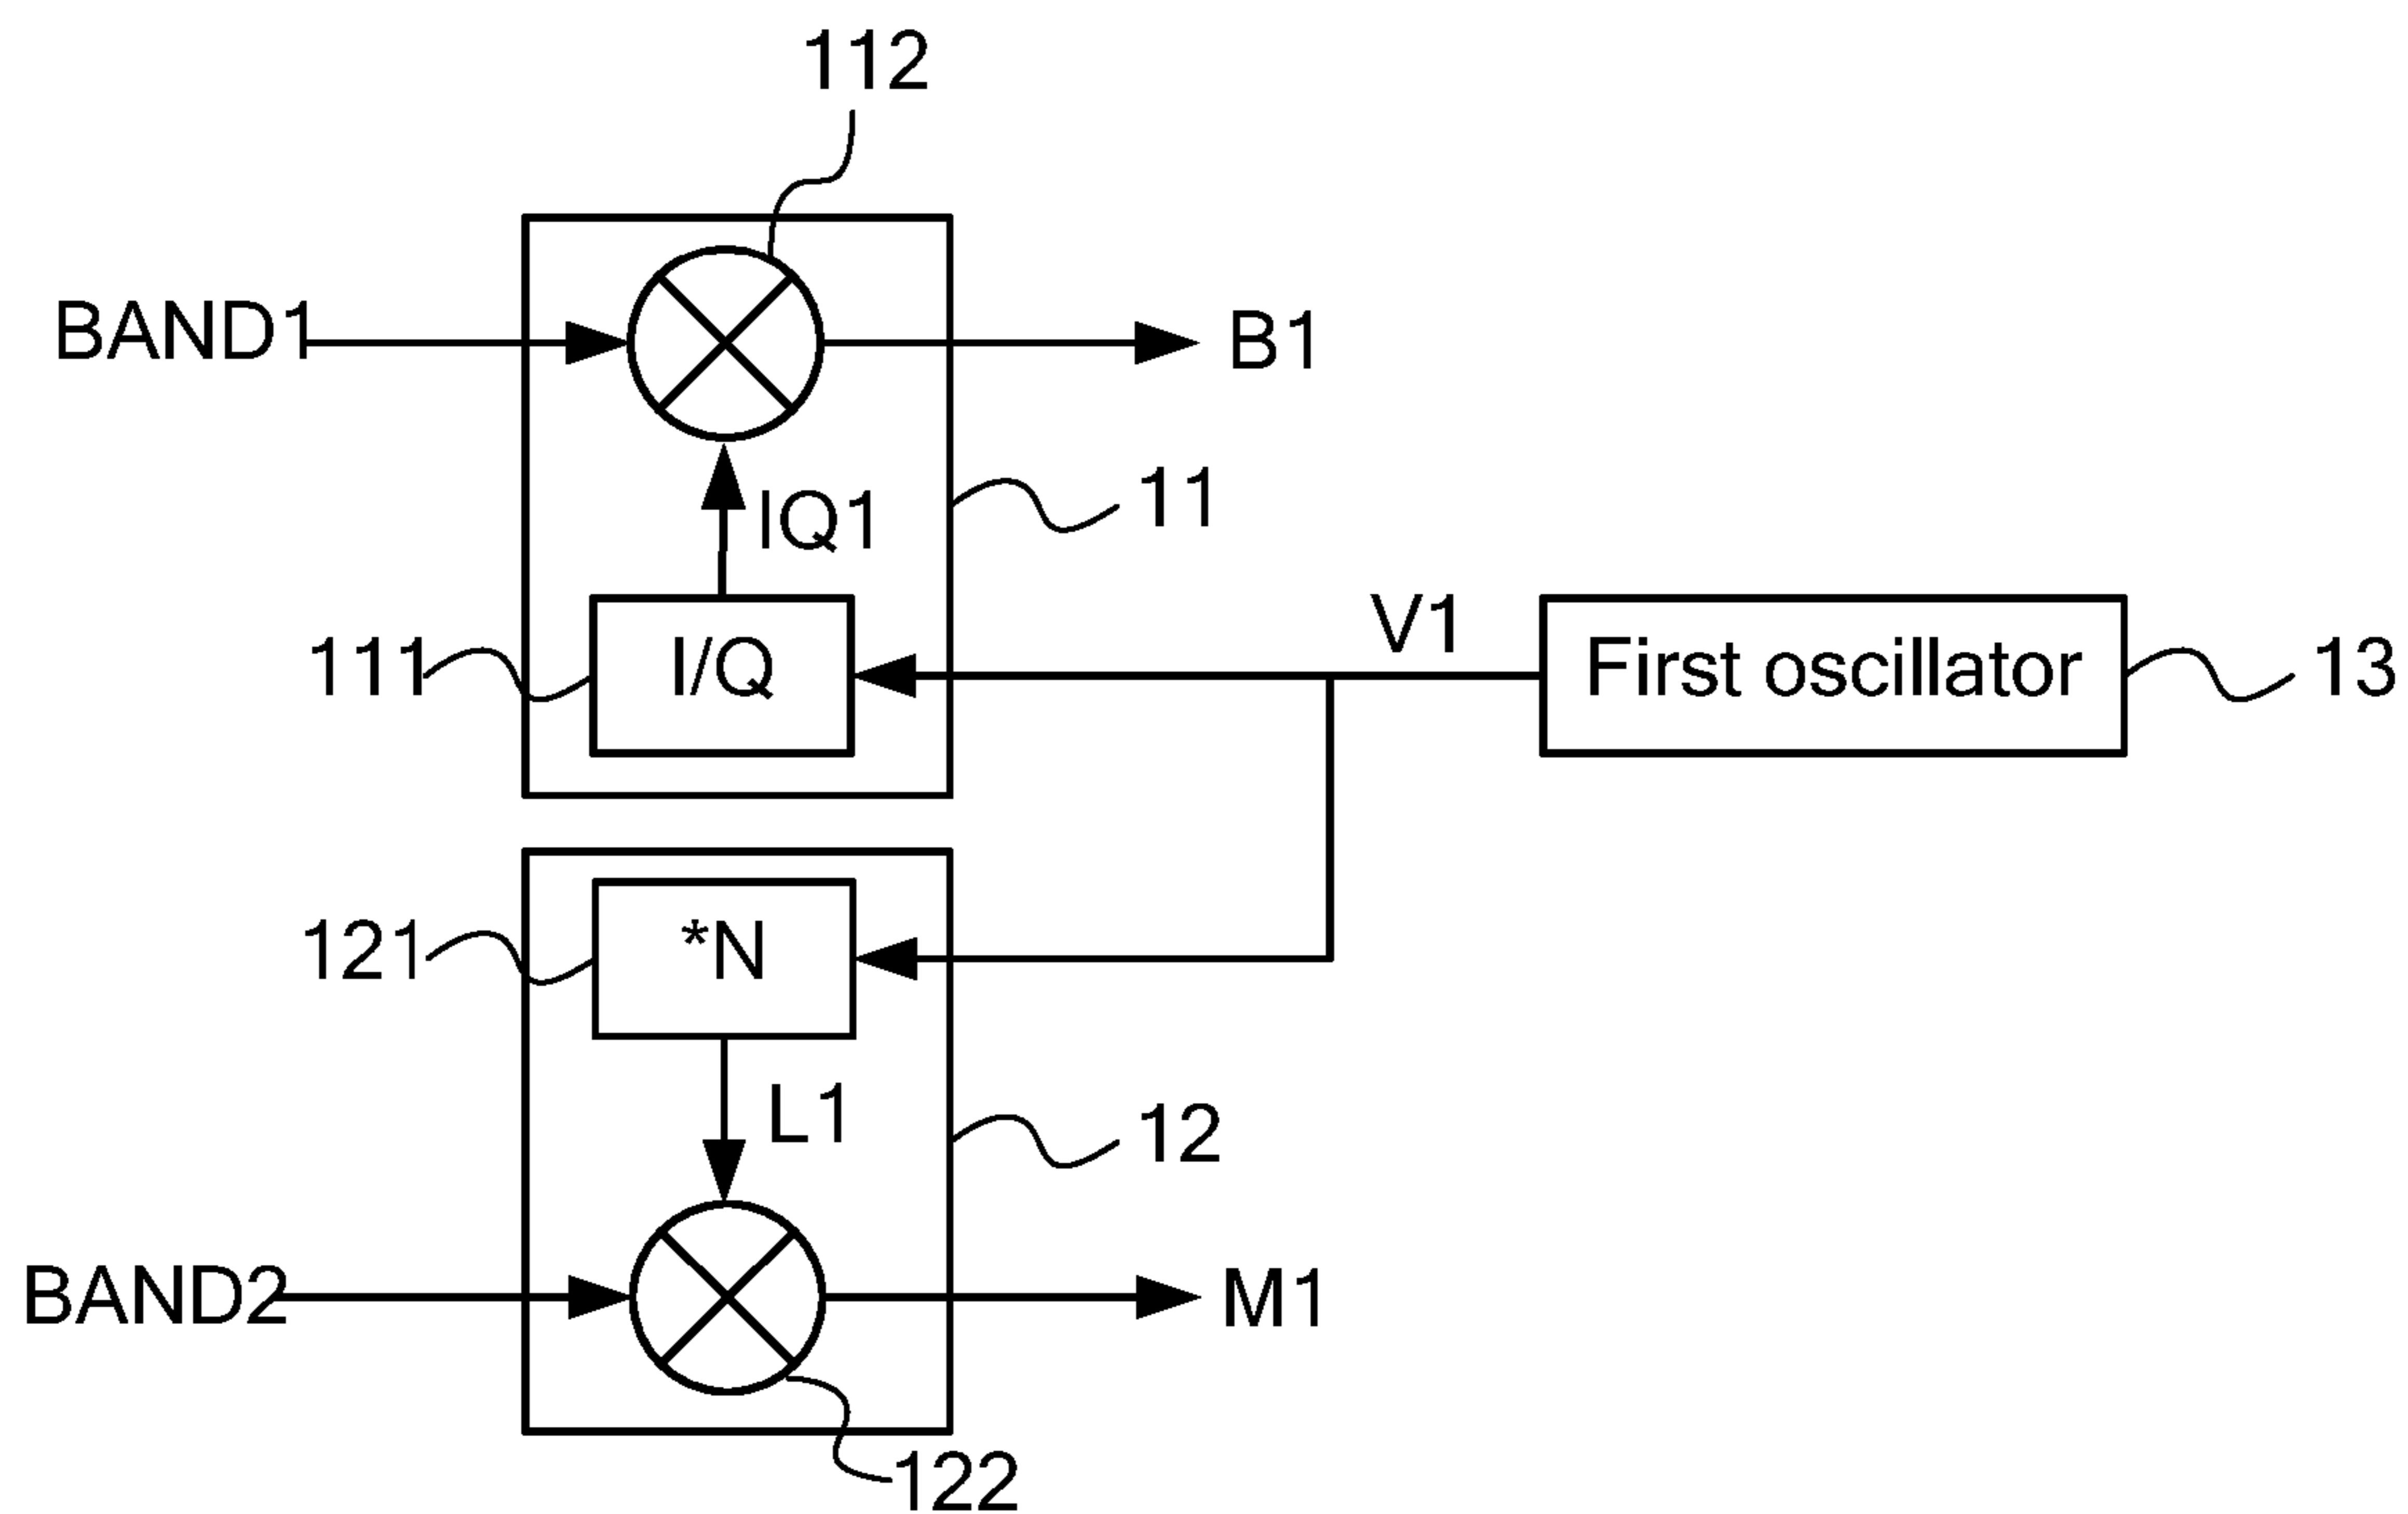 112
BAND1
B1
IQ1
11
V1
111
I/Q
First oscillator
13
121
*N
L1
12
BAND2
M1
122